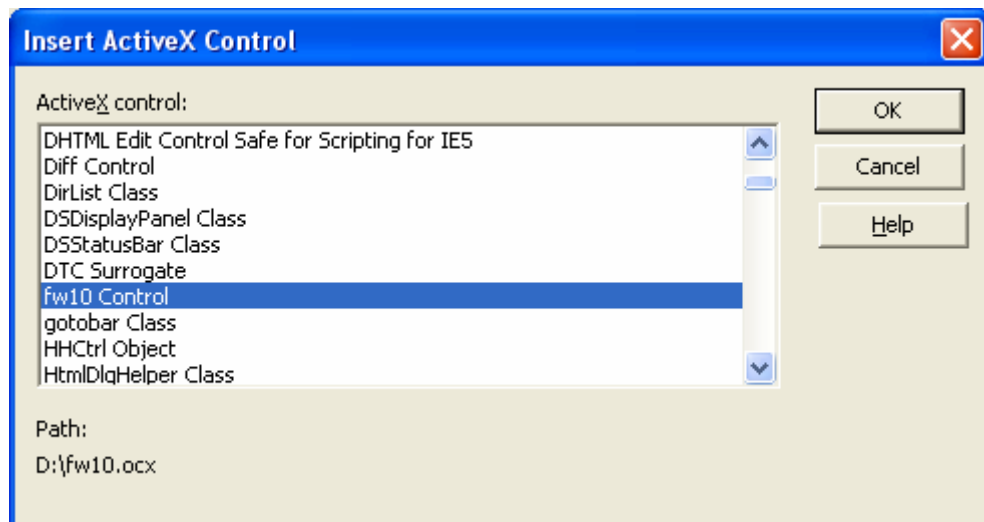 Insert ActiveX Control
ActiveX control:
DHTML Edit Control Safe for Scripting for IE5
Diff Control
DirList Class
DSDisplayPanel Class
DSStatusBar Class
DTC Surrogate
fw10 Control
gotobar Class
HHCtrl Object
HtmlDlgHelper Class
OK
Cancel
Help
Path:
D:\fw10.ocx